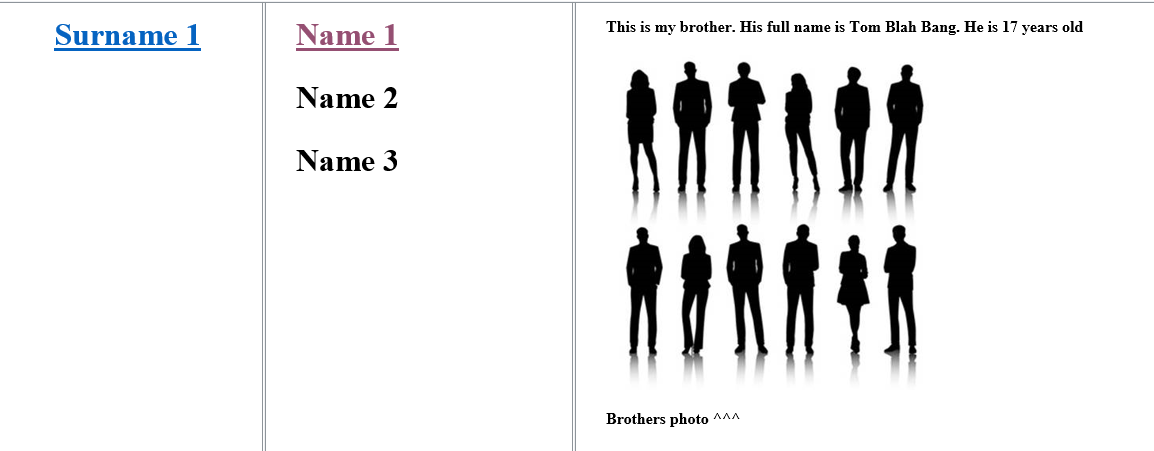 Surname 1
Name 1
Name 2
Name 3
This is my brother. His full name is Tom Blah Bang. He is 17 years old
Brothers photo ^^^